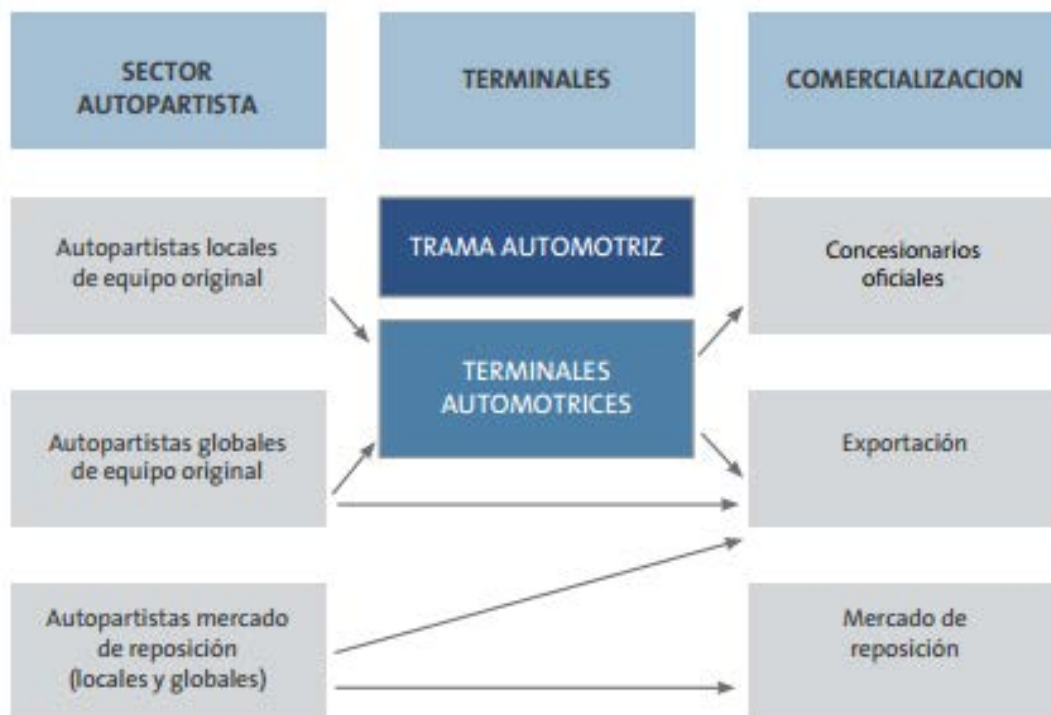 SECTOR
AUTOPARTISTA
TERMINALES
COMERCIALIZACION
Autopartistas locales
de equipo original
TRAMA AUTOMOTRIZ
Concesionarios
oficiales
TERMINALES
AUTOMOTRICES
Autopartistas globales
de equipo original
Exportación
Autopartistas mercado
de reposición
(locales y globales)
Mercado de
reposición